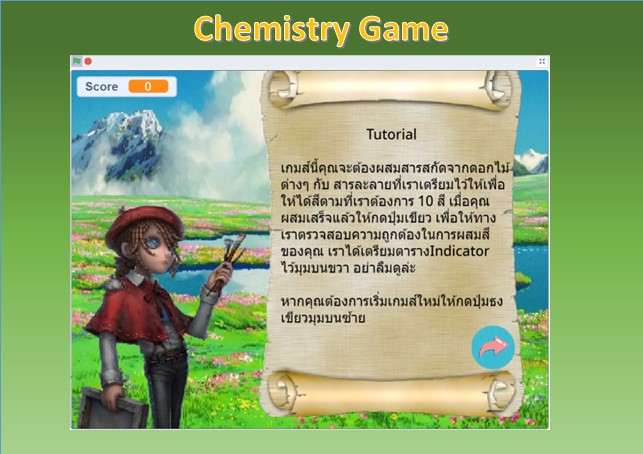 Chemistry Game
Score 0
Tutorial
เกมส์นี้คุณจะต้องผสมสารสกัดจากดอกไม้
ต่างๆ กับ สารละลายที่เราเตรียมไว้ให้เพื่อ
ให้ได้สีตามที่เราต้องการ 10 สี เมื่อคุณ
ผสมเสร็จแล้วให้กดปุ่มเขียว เพื่อให้ทาง
เราตรวจสอบความถูกต้องในการผสมสี
ของคุณ เราได้เตรียมตารางIndicator
ไว้มุมบนขวา อย่าลืมดูล่ะ
หากคุณต้องการเริ่มเกมส์ใหม่ให้กดปุ่มธง
เขียวมุมบนซ้าย